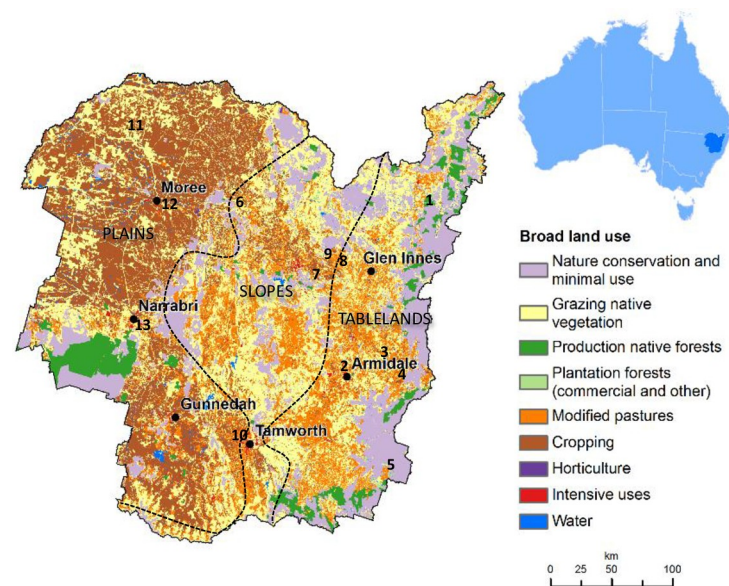 11
Moree
12
6
1
PLAINS
9
8
Glen Innes
7
SLOPES
Narrabri
13
TABLELANDS
3
2
Armidale
4
Gunnedah
10
Tamworth
5
Broad land use
Nature conservation and
minimal use
Grazing native
vegetation
Production native forests
Plantation forests
(commercial and other)
Modified pastures
Cropping
Horticulture
Intensive uses
Water
km
0 25 50 100